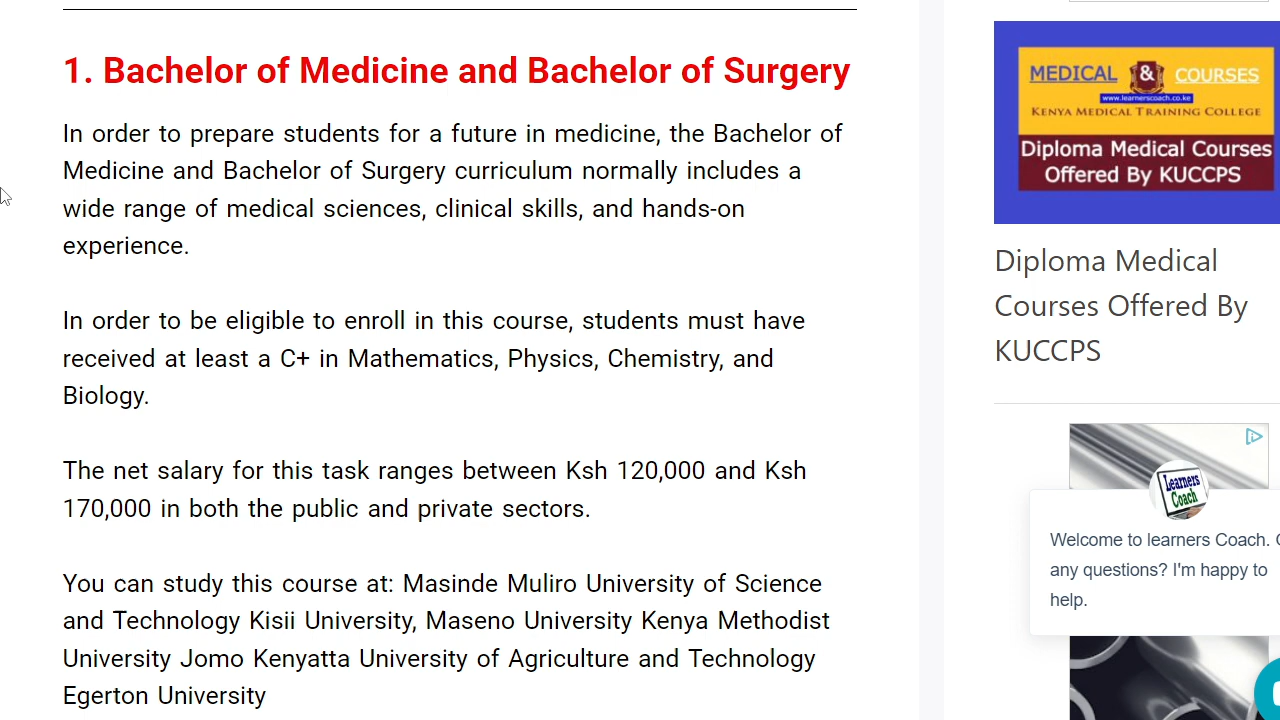 1. Bachelor of Medicine and Bachelor of Surgery
In order to prepare students for a future in medicine, the Bachelor of
Medicine and Bachelor of Surgery curriculum normally includes a
wide range of medical sciences, clinical skills, and hands-on
experience.
In order to be eligible to enroll in this course, students must have
received at least a C+ in Mathematics, Physics, Chemistry, and
Biology.
The net salary for this task ranges between Ksh 120,000 and Ksh
170,000 in both the public and private sectors.
You can study this course at: Masinde Muliro University of Science
and Technology Kisii University, Maseno University Kenya Methodist
University Jomo Kenyatta University of Agriculture and Technology
Egerton University
MEDICAL & COURSES
www.learnerscoach.co.ke
KENYA MEDICAL TRAINING COLLEGE
Diploma Medical Courses
Offered By KUCCPS
Diploma Medical
Courses Offered By
KUCCPS
Learners
Coach
Welcome to learners Coach.
any questions? I'm happy to
help.